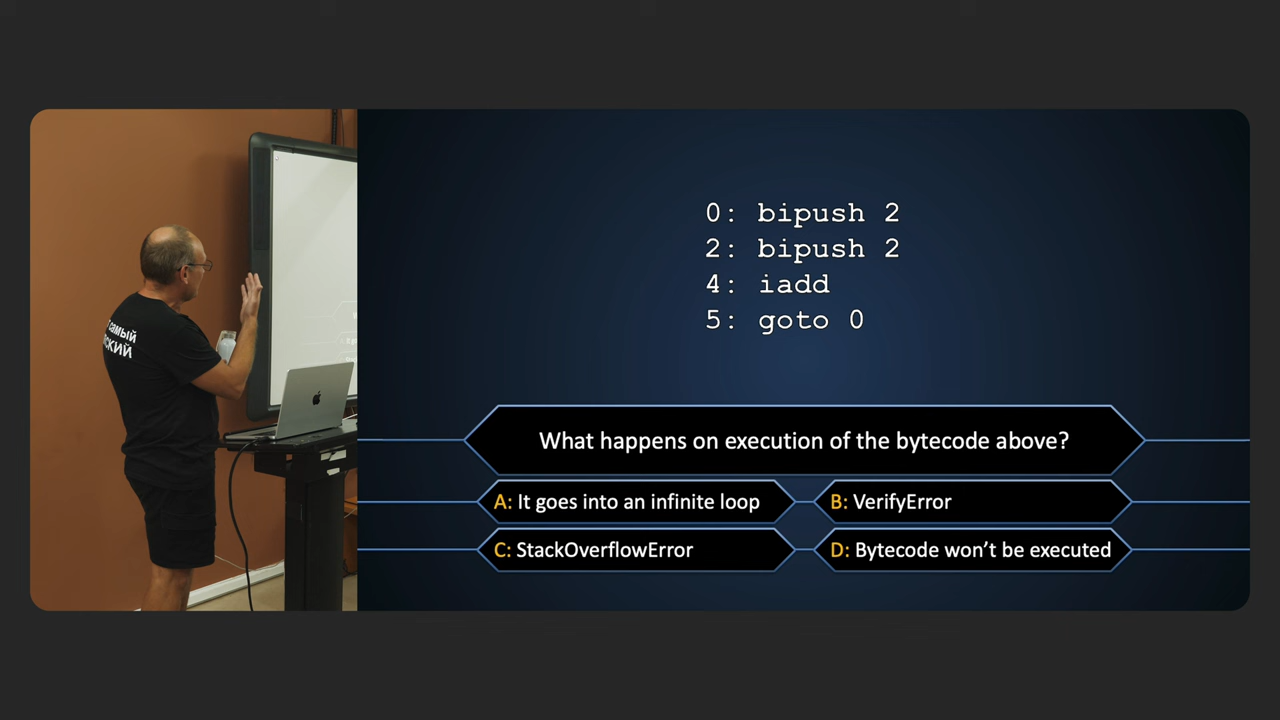 самый
0: bipush 2
2: bipush 2
4: iadd
5: goto 0
What happens on execution of the bytecode above?
A: It goes into an infinite loop
B: VerifyError
C: StackOverflowError
D: Bytecode won’t be executed